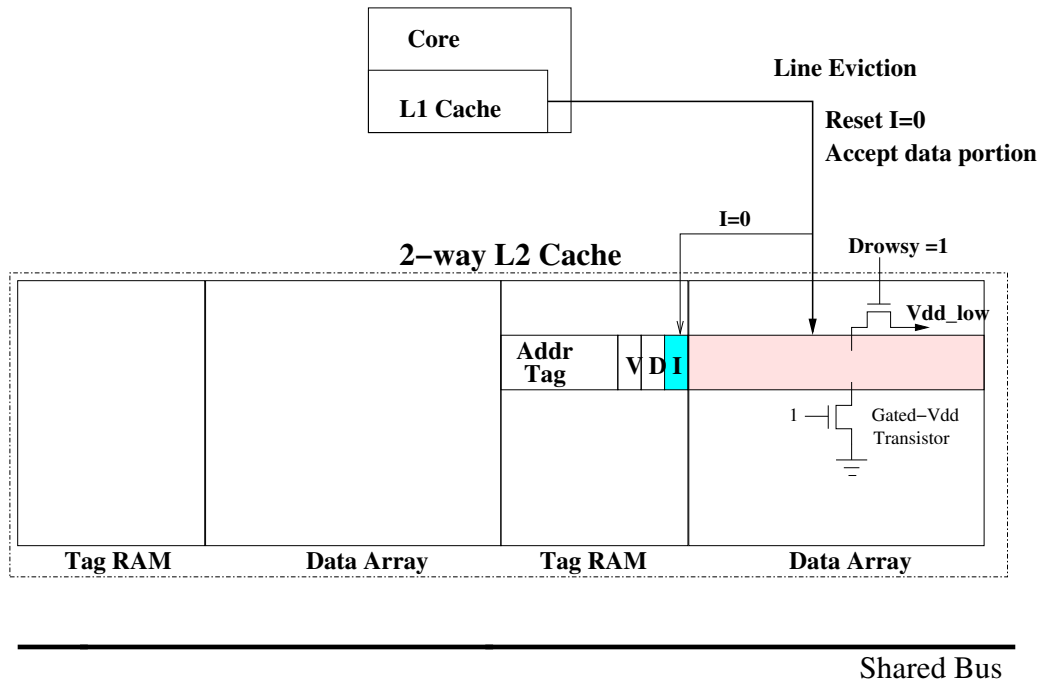 Core
L1 Cache
Line Eviction
Reset I=0
Accept data portion
I=0
Drowsy =1
2−way L2 Cache
Vdd_low
Addr
Tag
V D I
1
Gated−Vdd
Transistor
Tag RAM
Data Array
Tag RAM
Data Array
Shared Bus